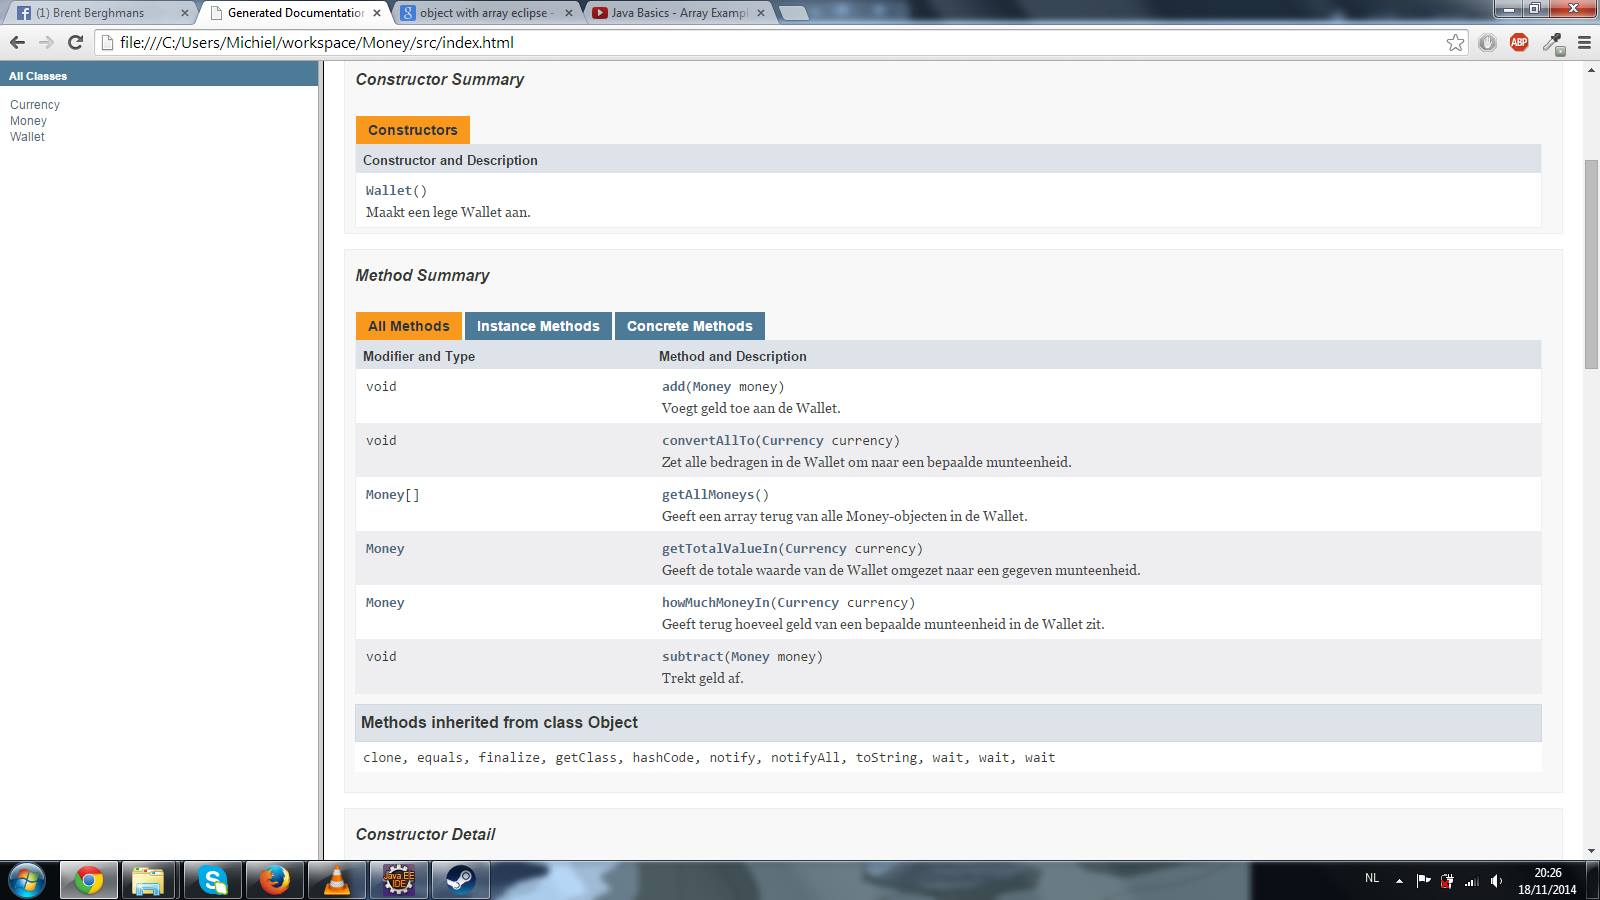 (1) Brent Berghmans
Generated Documentation
object with array eclipse -
Java Basics - Array Exampl
file:///C:/Users/Michiel/workspace/Money/src/index.html
ABP
All Classes
Currency
Money
Wallet
Constructor Summary
Constructors
Constructor and Description
Wallet()
Maakt een lege Wallet aan.
Method Summary
All Methods Instance Methods Concrete Methods
Modifier and Type Method and Description
void add(Money money)
Voegt geld toe aan de Wallet.
void convertAllTo(Currency currency)
Zet alle bedragen in de Wallet om naar een bepaalde munteenheid.
Money[] getAllMoneys()
Geeft een array terug van alle Money-objecten in de Wallet.
Money getTotalValueIn(Currency currency)
Geeft de totale waarde van de Wallet omgezet naar een gegeven munteenheid.
Money howMuchMoneyIn(Currency currency)
Geeft terug hoeveel geld van een bepaalde munteenheid in de Wallet zit.
void subtract(Money money)
Trekt geld af.
Methods inherited from class Object
clone, equals, finalize, getClass, hashCode, notify, notifyAll, toString, wait, wait, wait
Constructor Detail
Java EE
IDE
NL
20:26
18/11/2014